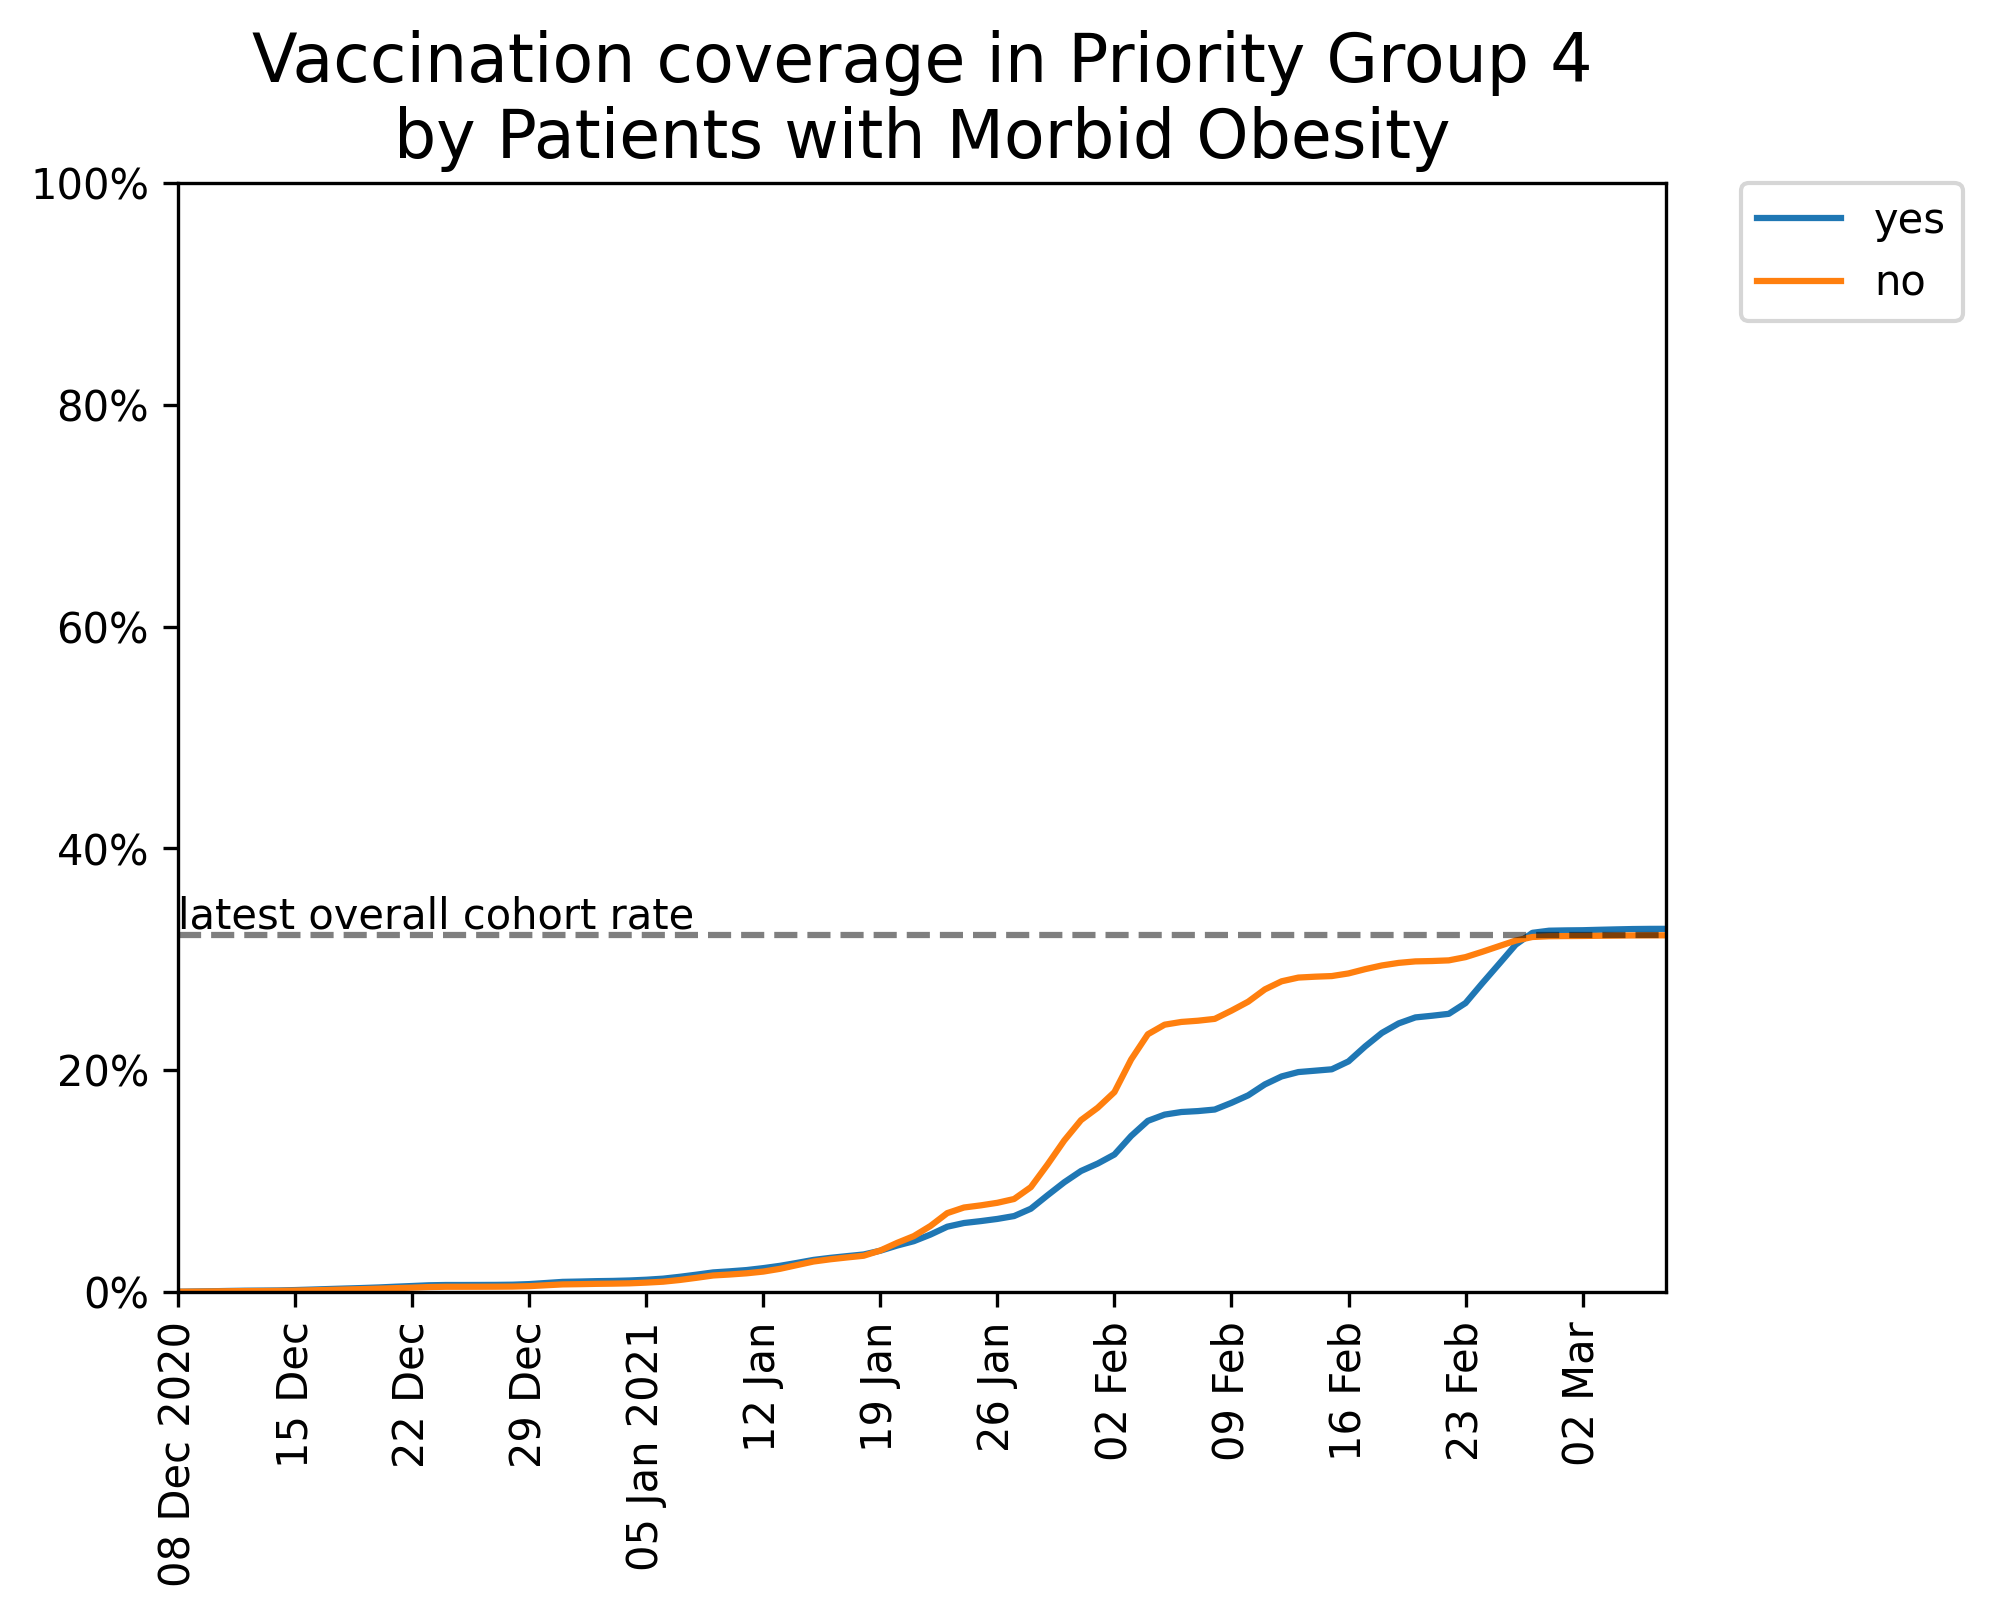 Vaccination coverage in Priority Group 4
by Patients with Morbid Obesity
100%
80%
60%
40%
20%
0%
latest overall cohort rate
yes
no
08 Dec 2020
15 Dec
22 Dec
29 Dec
05 Jan 2021
12 Jan
19 Jan
26 Jan
02 Feb
09 Feb
16 Feb
23 Feb
02 Mar